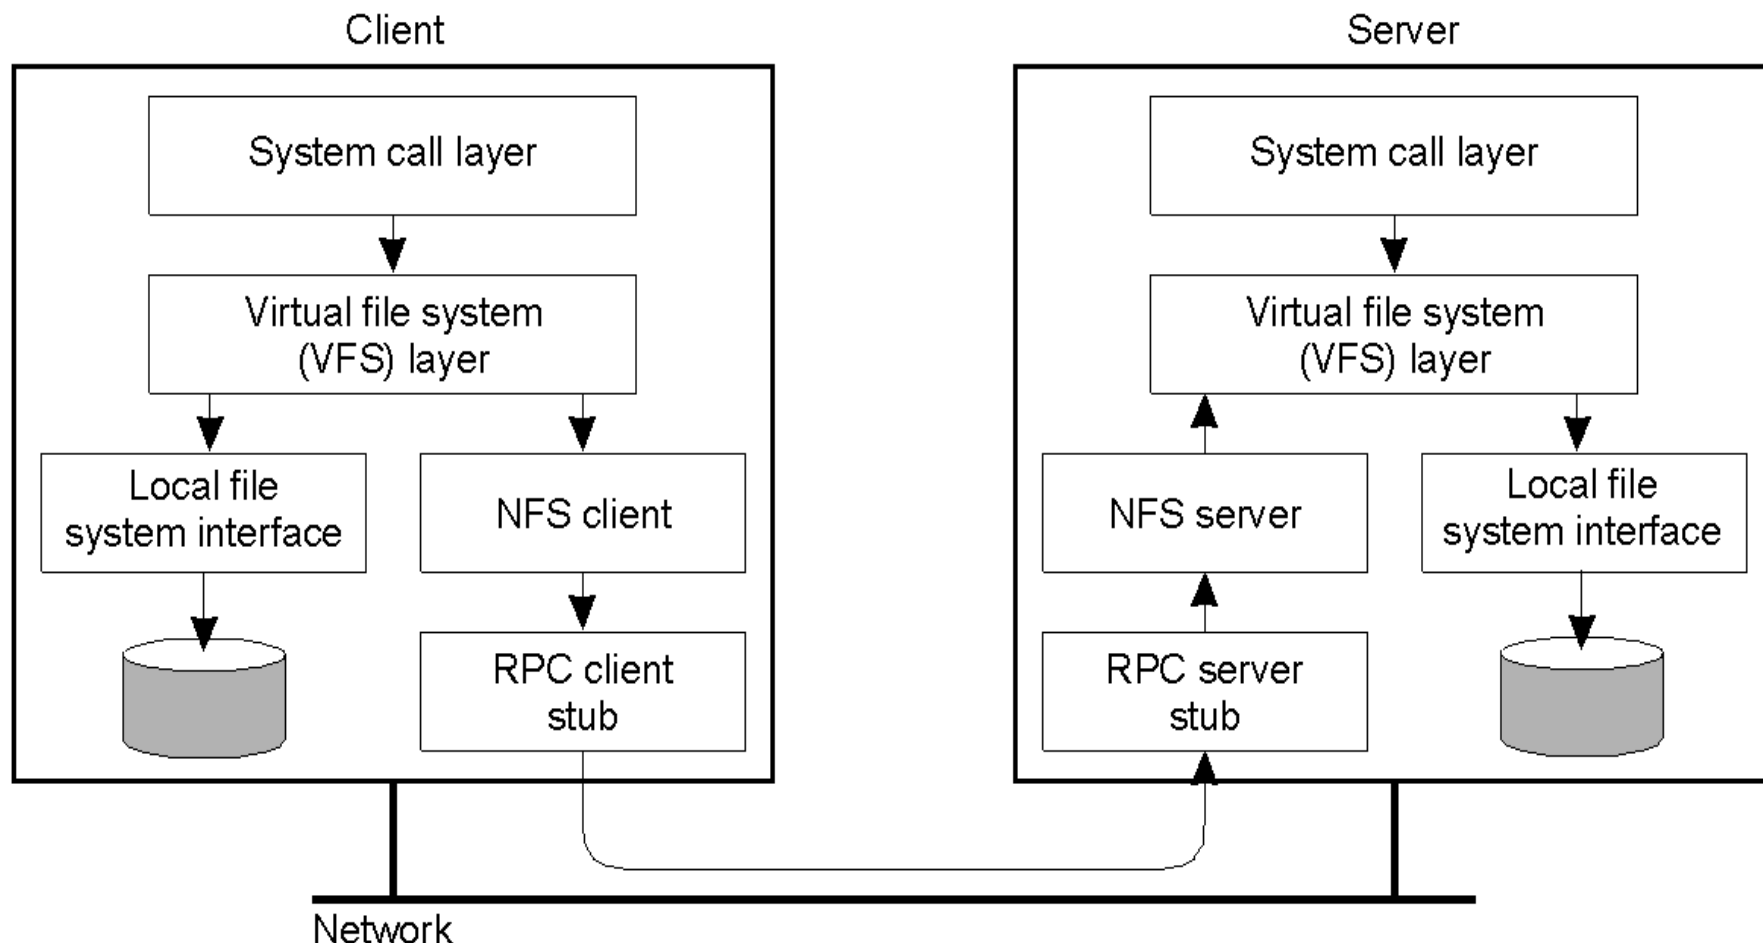 Client
System call layer
Virtual file system
(VFS) layer
Local file
system interface
NFS client
RPC client
stub
Server
System call layer
Virtual file system
(VFS) layer
NFS server
Local file
system interface
RPC server
stub
Network